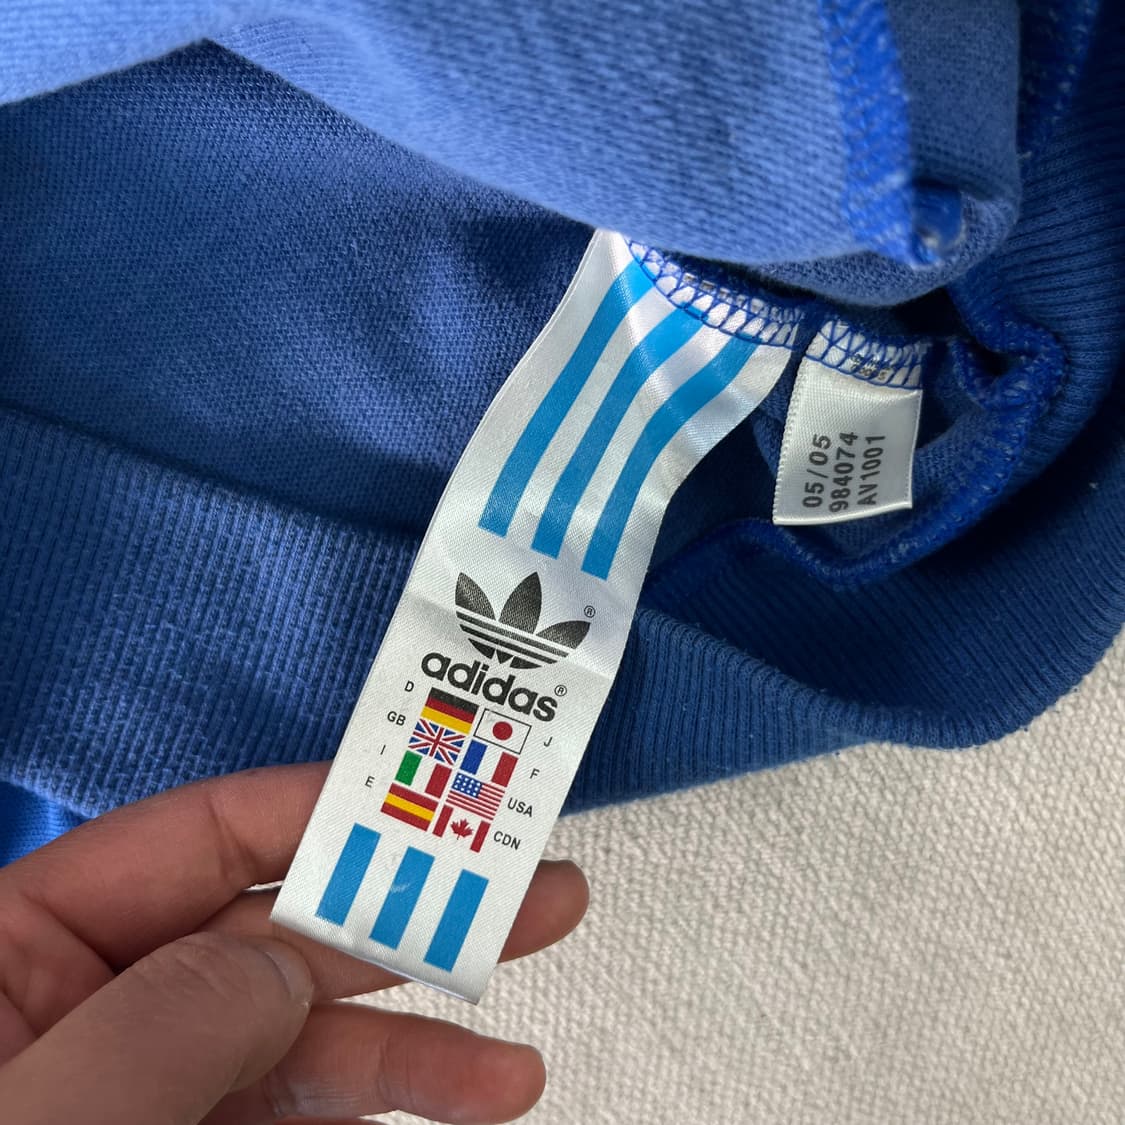 05/05
984074
AV1001
®
adidas®
D
J
GB
F
I
USA
E
CDN